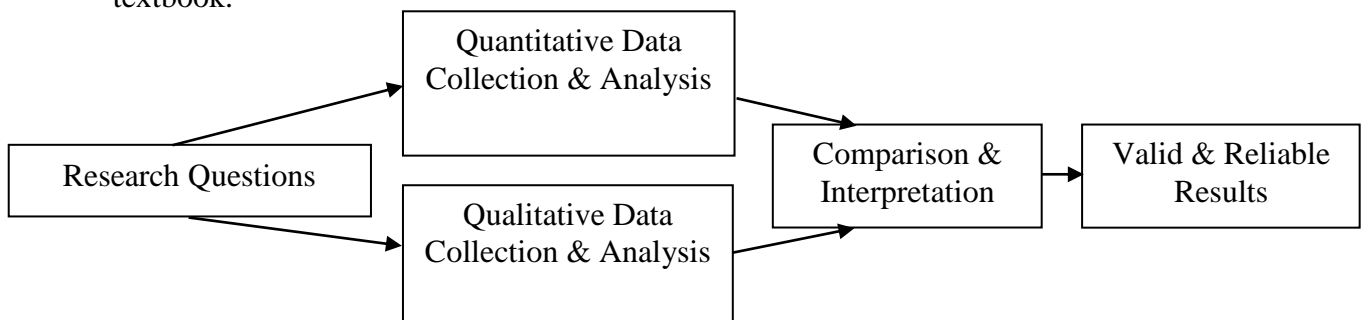 textbook.
Quantitative Data
Collection & Analysis
Research Questions
Qualitative Data
Collection & Analysis
Comparison &
Interpretation
Valid & Reliable
Results